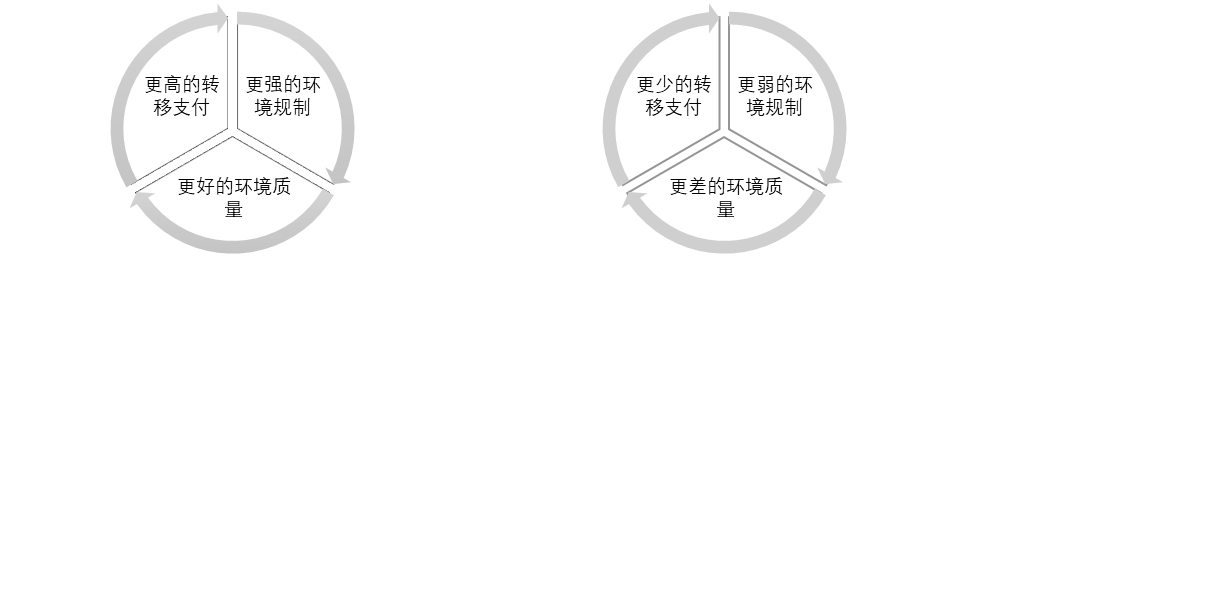 更高的转
移支付
更强的环
境规制
更好的环境质
量
更少的转
移支付
更弱的环
境规制
更差的环境质
量